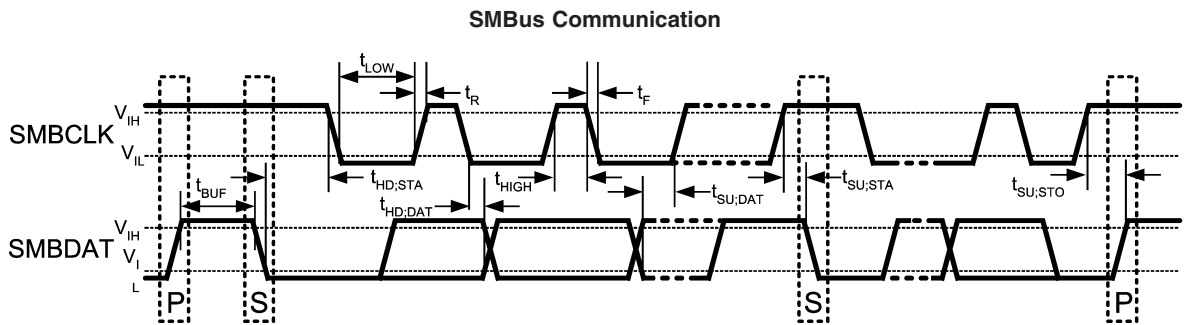 SMBus Communication
tLOW
tR
tF
VIH
SMBCLK
VIL
tHD;STA
tHIGH
tSU;DAT
tSU;STA
tSU;STO
tBUF
tHD;DAT
VIH
SMBDAT
VI
L
P
S
S
P